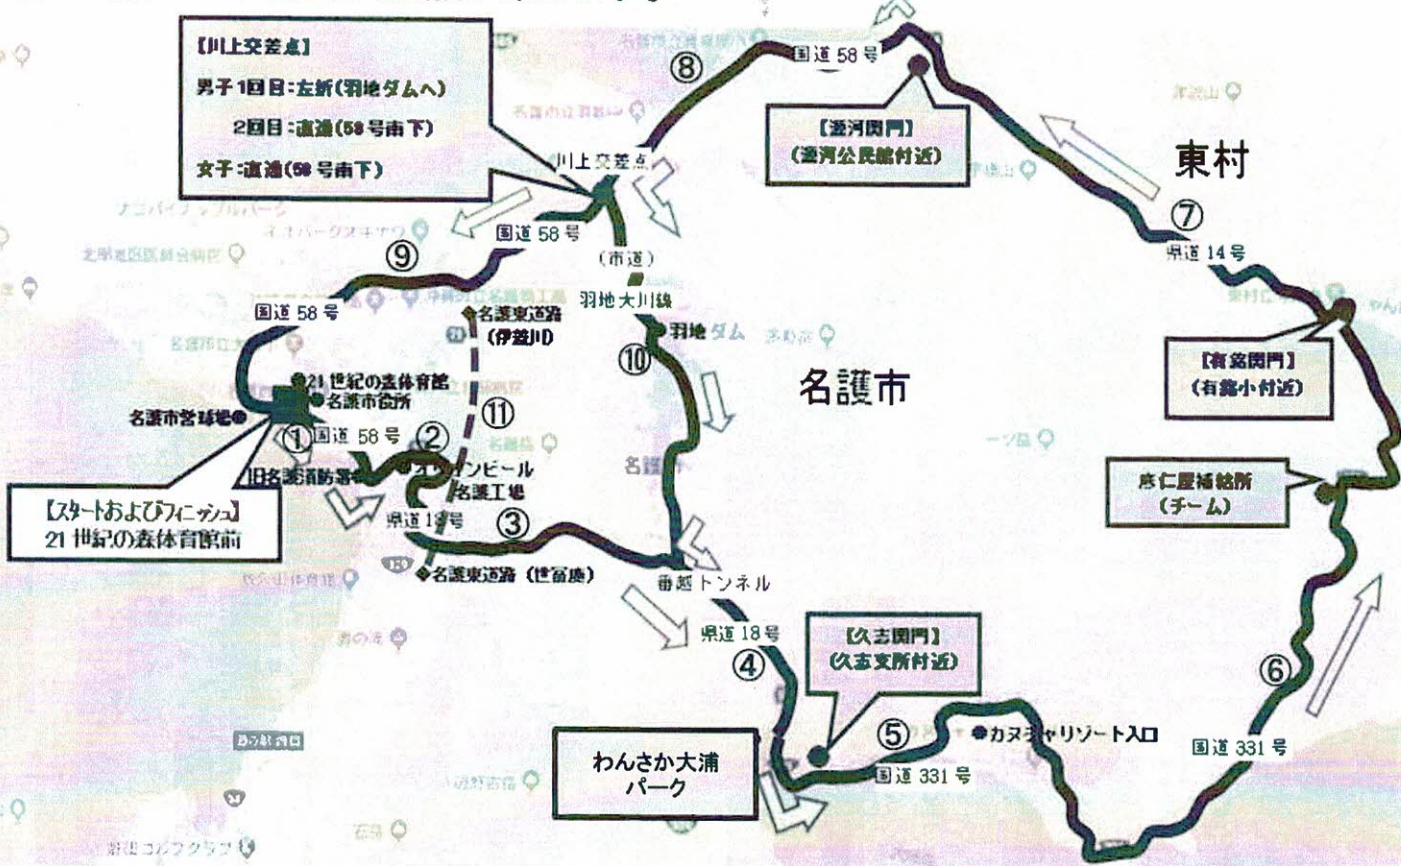 【川上交差点】
男子1回目:左折(羽地ダムへ)
2回目:直進(58号南下)
女子:直進(58号南下)
川上交差点
⑧
国道58号
【源河関門】
(源河公民館付近)
東村
⑦
県道14号
国道58号
⑨
(市道)
羽地大川線
国道58号
名護東道路
(伊差川)
羽地ダム
⑩
名護市
【有銘関門】
(有銘小付近)
21世紀の森体育館
名護市役所
名護市営球場
⑪
①
国道58号
②
旧名護消防署
オリオンビール
名護工場
底仁屋補給所
(チーム)
【スタートおよびフィニッシュ】
21世紀の森体育館前
県道18号
③
名護東道路(世冨慶)
番越トンネル
県道18号
④
【久志関門】
(久志支所付近)
⑥
わんさか大浦
パーク
⑤
カヌチャリゾート入口
国道331号
国道331号